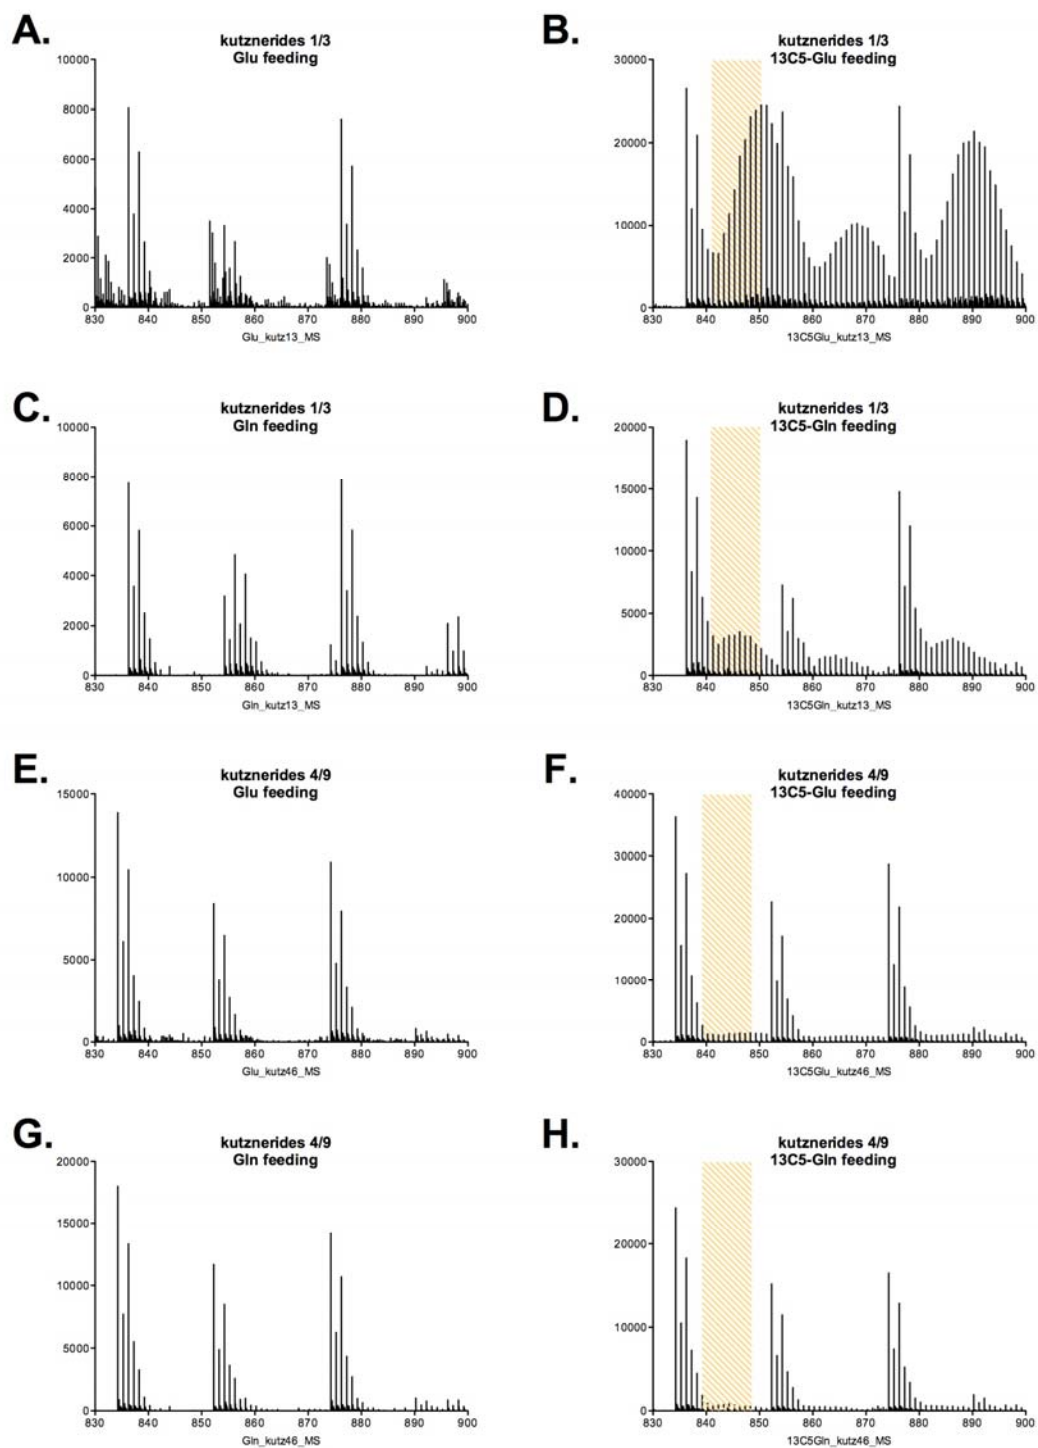 A.
kutznerides 1/3
Glu feeding
10000
8000
6000
4000
2000
0
830 840 850 860 870 880 890 900
Glu_kutz13_MS
B.
kutznerides 1/3
13C5-Glu feeding
30000
20000
10000
0
830 840 850 860 870 880 890 900
13C5Glu_kutz13_MS
C.
kutznerides 1/3
Gln feeding
10000
8000
6000
4000
2000
0
830 840 850 860 870 880 890 900
Gln_kutz13_MS
D.
kutznerides 1/3
13C5-Gln feeding
20000
15000
10000
5000
0
830 840 850 860 870 880 890 900
13C5Gln_kutz13_MS
E.
kutznerides 4/9
Glu feeding
15000
10000
5000
0
830 840 850 860 870 880 890 900
Glu_kutz46_MS
F.
kutznerides 4/9
13C5-Glu feeding
40000
30000
20000
10000
0
830 840 850 860 870 880 890 900
13C5Glu_kutz46_MS
G.
kutznerides 4/9
Gln feeding
20000
15000
10000
5000
0
830 840 850 860 870 880 890 900
Gln_kutz46_MS
H.
kutznerides 4/9
13C5-Gln feeding
30000
20000
10000
0
830 840 850 860 870 880 890 900
13C5Gln_kutz46_MS